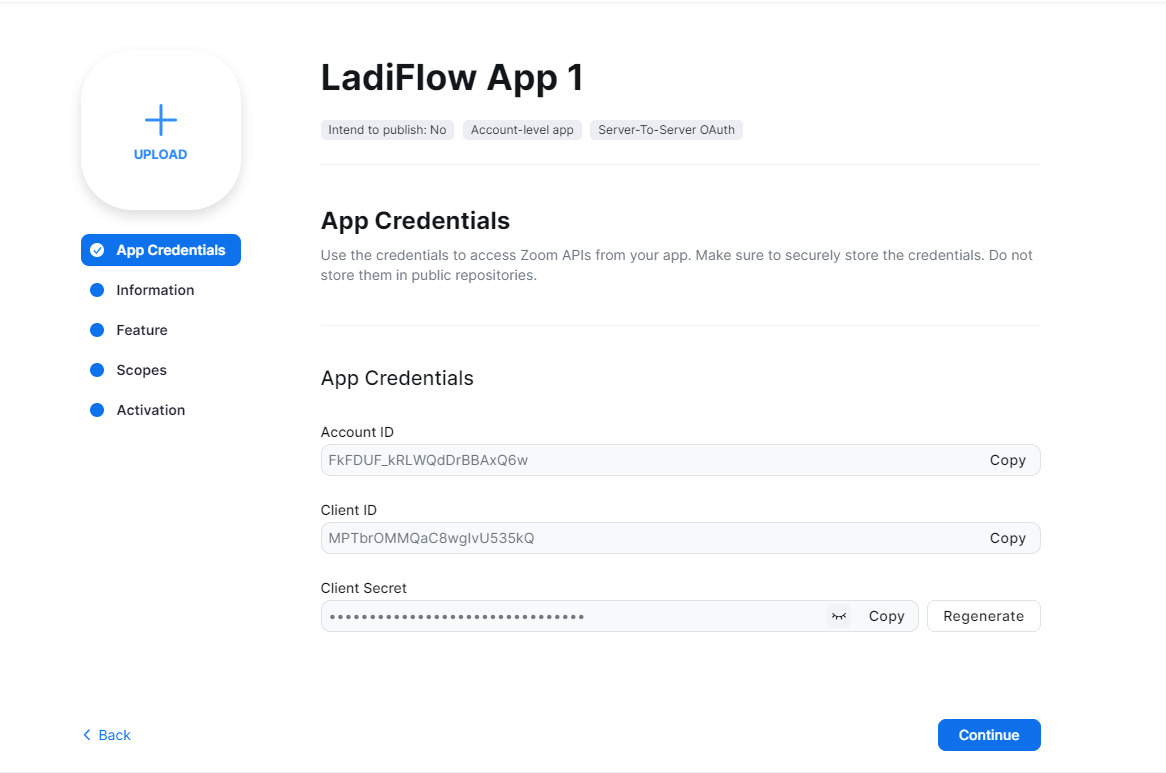 LadiFlow App 1
Intend to publish: No
Account-level app
Server-To-Server OAuth
UPLOAD
App Credentials
Information
Feature
Scopes
Activation
App Credentials
Use the credentials to access Zoom APIs from your app. Make sure to securely store the credentials. Do not
store them in public repositories.
App Credentials
Account ID
FkFDUF_kRLWQdDrBBAxQ6w
Copy
Client ID
MPTbrOMMQaC8wgIvU535kQ
Copy
Client Secret
••••••••••••••••••••••••••••••••
Copy
Regenerate
Back
Continue